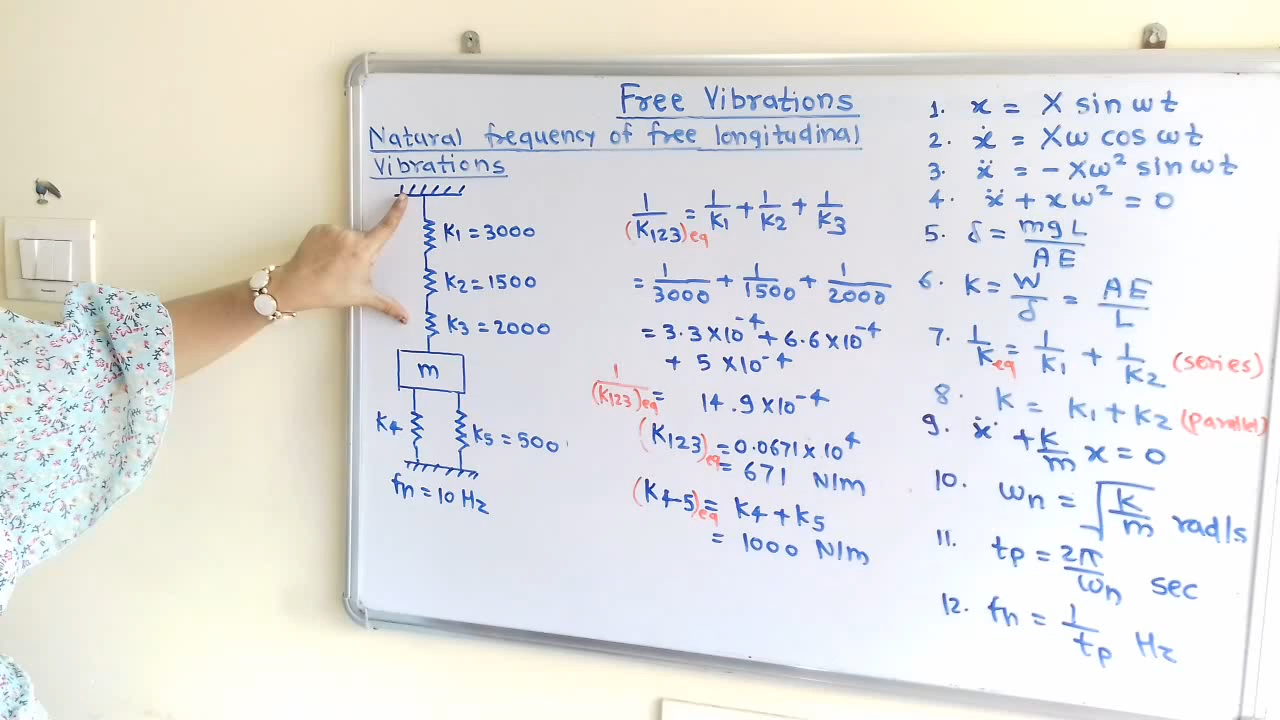 Free Vibrations
Natural frequency of free longitudinal
Vibrations
K1 = 3000
K2 = 1500
K3 = 2000
m
K4
K5 = 500
fn = 10 Hz
1/(K123)eq = 1/K1 + 1/K2 + 1/K3
= 1/3000 + 1/1500 + 1/2000
= 3.3 × 10^-4 + 6.6 × 10^-4
+ 5 × 10^-4
1/(K123)eq = 14.9 × 10^-4
(K123)eq = 0.0671 × 10^4
= 671 N/m
(K4-5)eq = K4 + K5
= 1000 N/m
1. x = X sin ωt
2. ẋ = Xω cos ωt
3. ẍ = - Xω² sin ωt
4. ẍ + xω² = 0
5. δ = mgL/AE
6. K = W/δ = AE/L
7. 1/Keq = 1/K1 + 1/K2 (series)
8. K = K1 + K2 (parallel)
9. ẍ + K/m x = 0
10. ωn = √(K/m) rad/s
11. tp = 2π/ωn sec
12. fn = 1/tp Hz